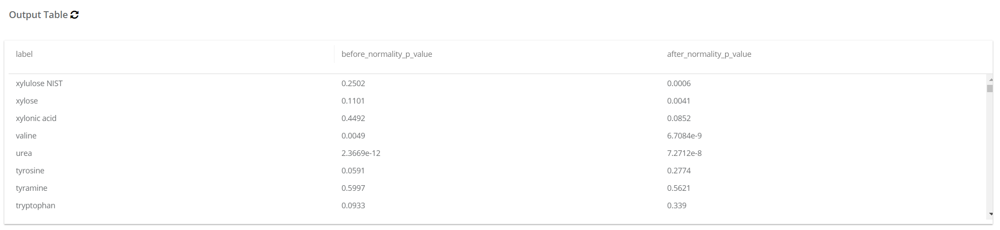 Output Table
label before_normality_p_value after_normality_p_value
xylulose NIST 0.2502 0.0006
xylose 0.1101 0.0041
xylonic acid 0.4492 0.0852
valine 0.0049 6.7084e-9
urea 2.3669e-12 7.2712e-8
tyrosine 0.0591 0.2774
tyramine 0.5997 0.5621
tryptophan 0.0933 0.339